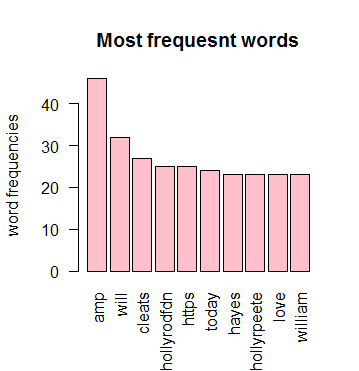 Most frequesnt words
word frequencies
40
30
20
10
0
amp
will
cleats
hollyrodfdn
https
today
hayes
hollyrpeete
love
william